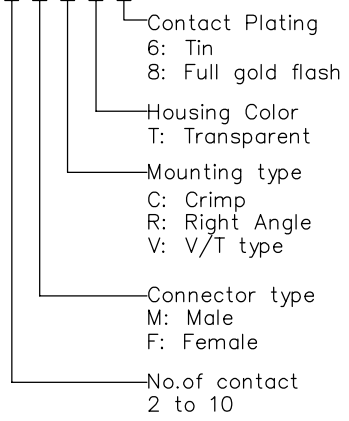 Contact Plating
6: Tin
8: Full gold flash
Housing Color
T: Transparent
Mounting type
C: Crimp
R: Right Angle
V: V/T type
Connector type
M: Male
F: Female
No.of contact
2 to 10